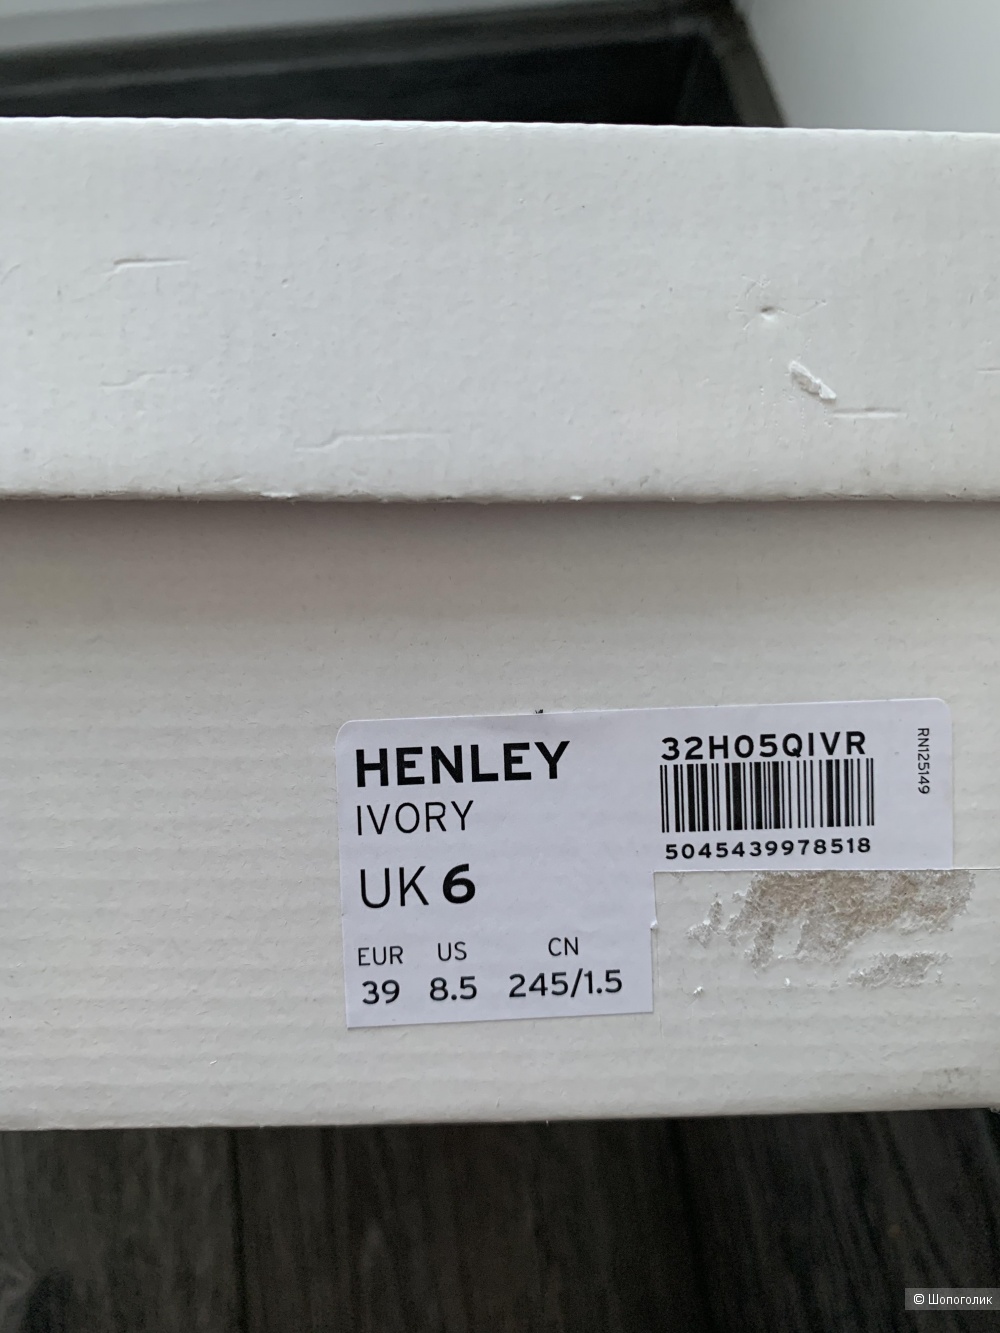 HENLEY
IVORY
UK 6
EUR US CN
39 8.5 245/1.5
32H05QIVR
5045439978518
RN125149
© Шопоголик